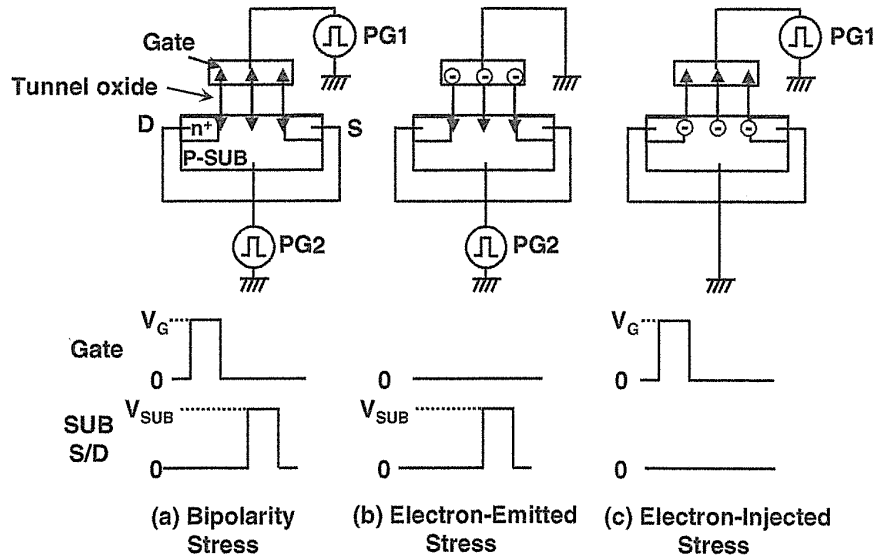 Gate
PG1
PG1
Tunnel oxide
D
n+
S
P-SUB
PG2
PG2
Gate
VG
0
0
VG
0
SUB
S/D
VSUB
0
VSUB
0
0
(a) Bipolarity
Stress
(b) Electron-Emitted
Stress
(c) Electron-Injected
Stress